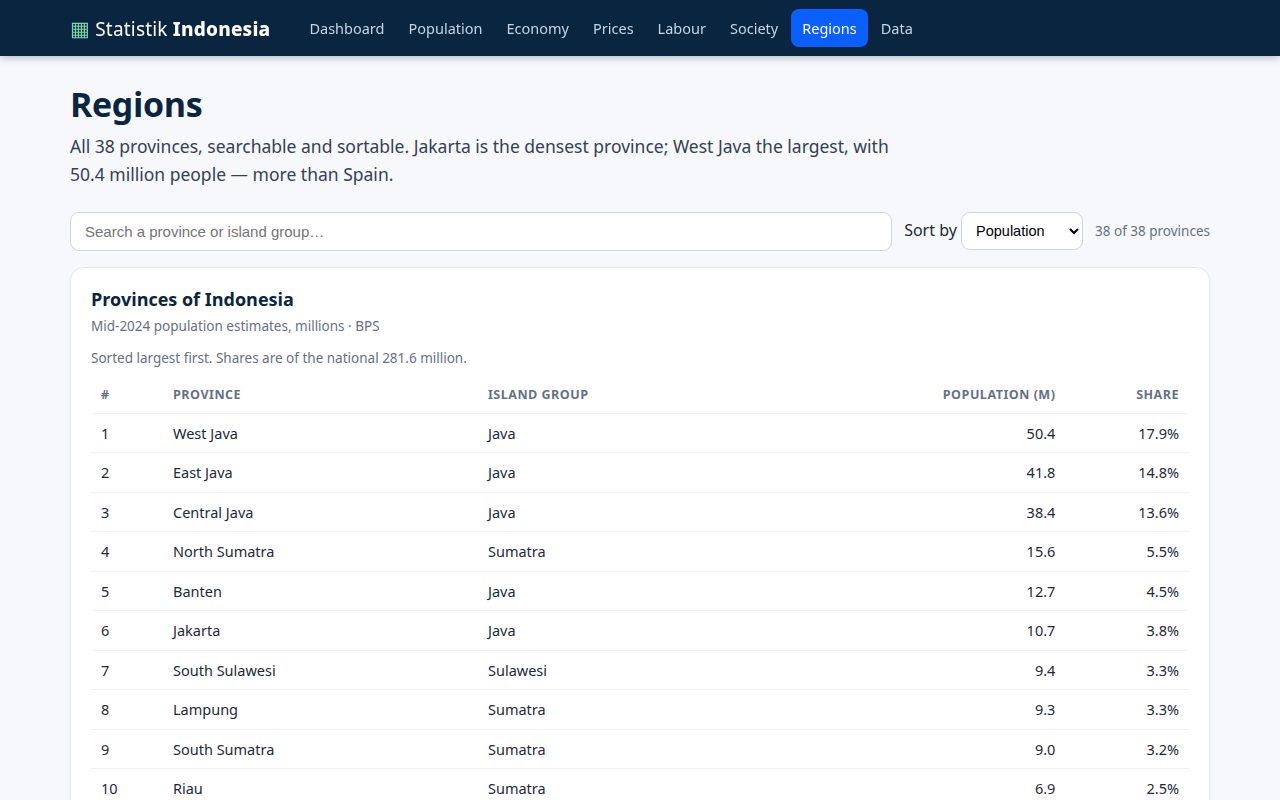 ▦ Statistik Indonesia Dashboard Population Economy Prices Labour Society Regions Data
Regions
All 38 provinces, searchable and sortable. Jakarta is the densest province; West Java the largest, with
50.4 million people — more than Spain.
Search a province or island group… Sort by Population 38 of 38 provinces
Provinces of Indonesia
Mid-2024 population estimates, millions · BPS
Sorted largest first. Shares are of the national 281.6 million.
# PROVINCE ISLAND GROUP POPULATION (M) SHARE
1 West Java Java 50.4 17.9%
2 East Java Java 41.8 14.8%
3 Central Java Java 38.4 13.6%
4 North Sumatra Sumatra 15.6 5.5%
5 Banten Java 12.7 4.5%
6 Jakarta Java 10.7 3.8%
7 South Sulawesi Sulawesi 9.4 3.3%
8 Lampung Sumatra 9.3 3.3%
9 South Sumatra Sumatra 9.0 3.2%
10 Riau Sumatra 6.9 2.5%